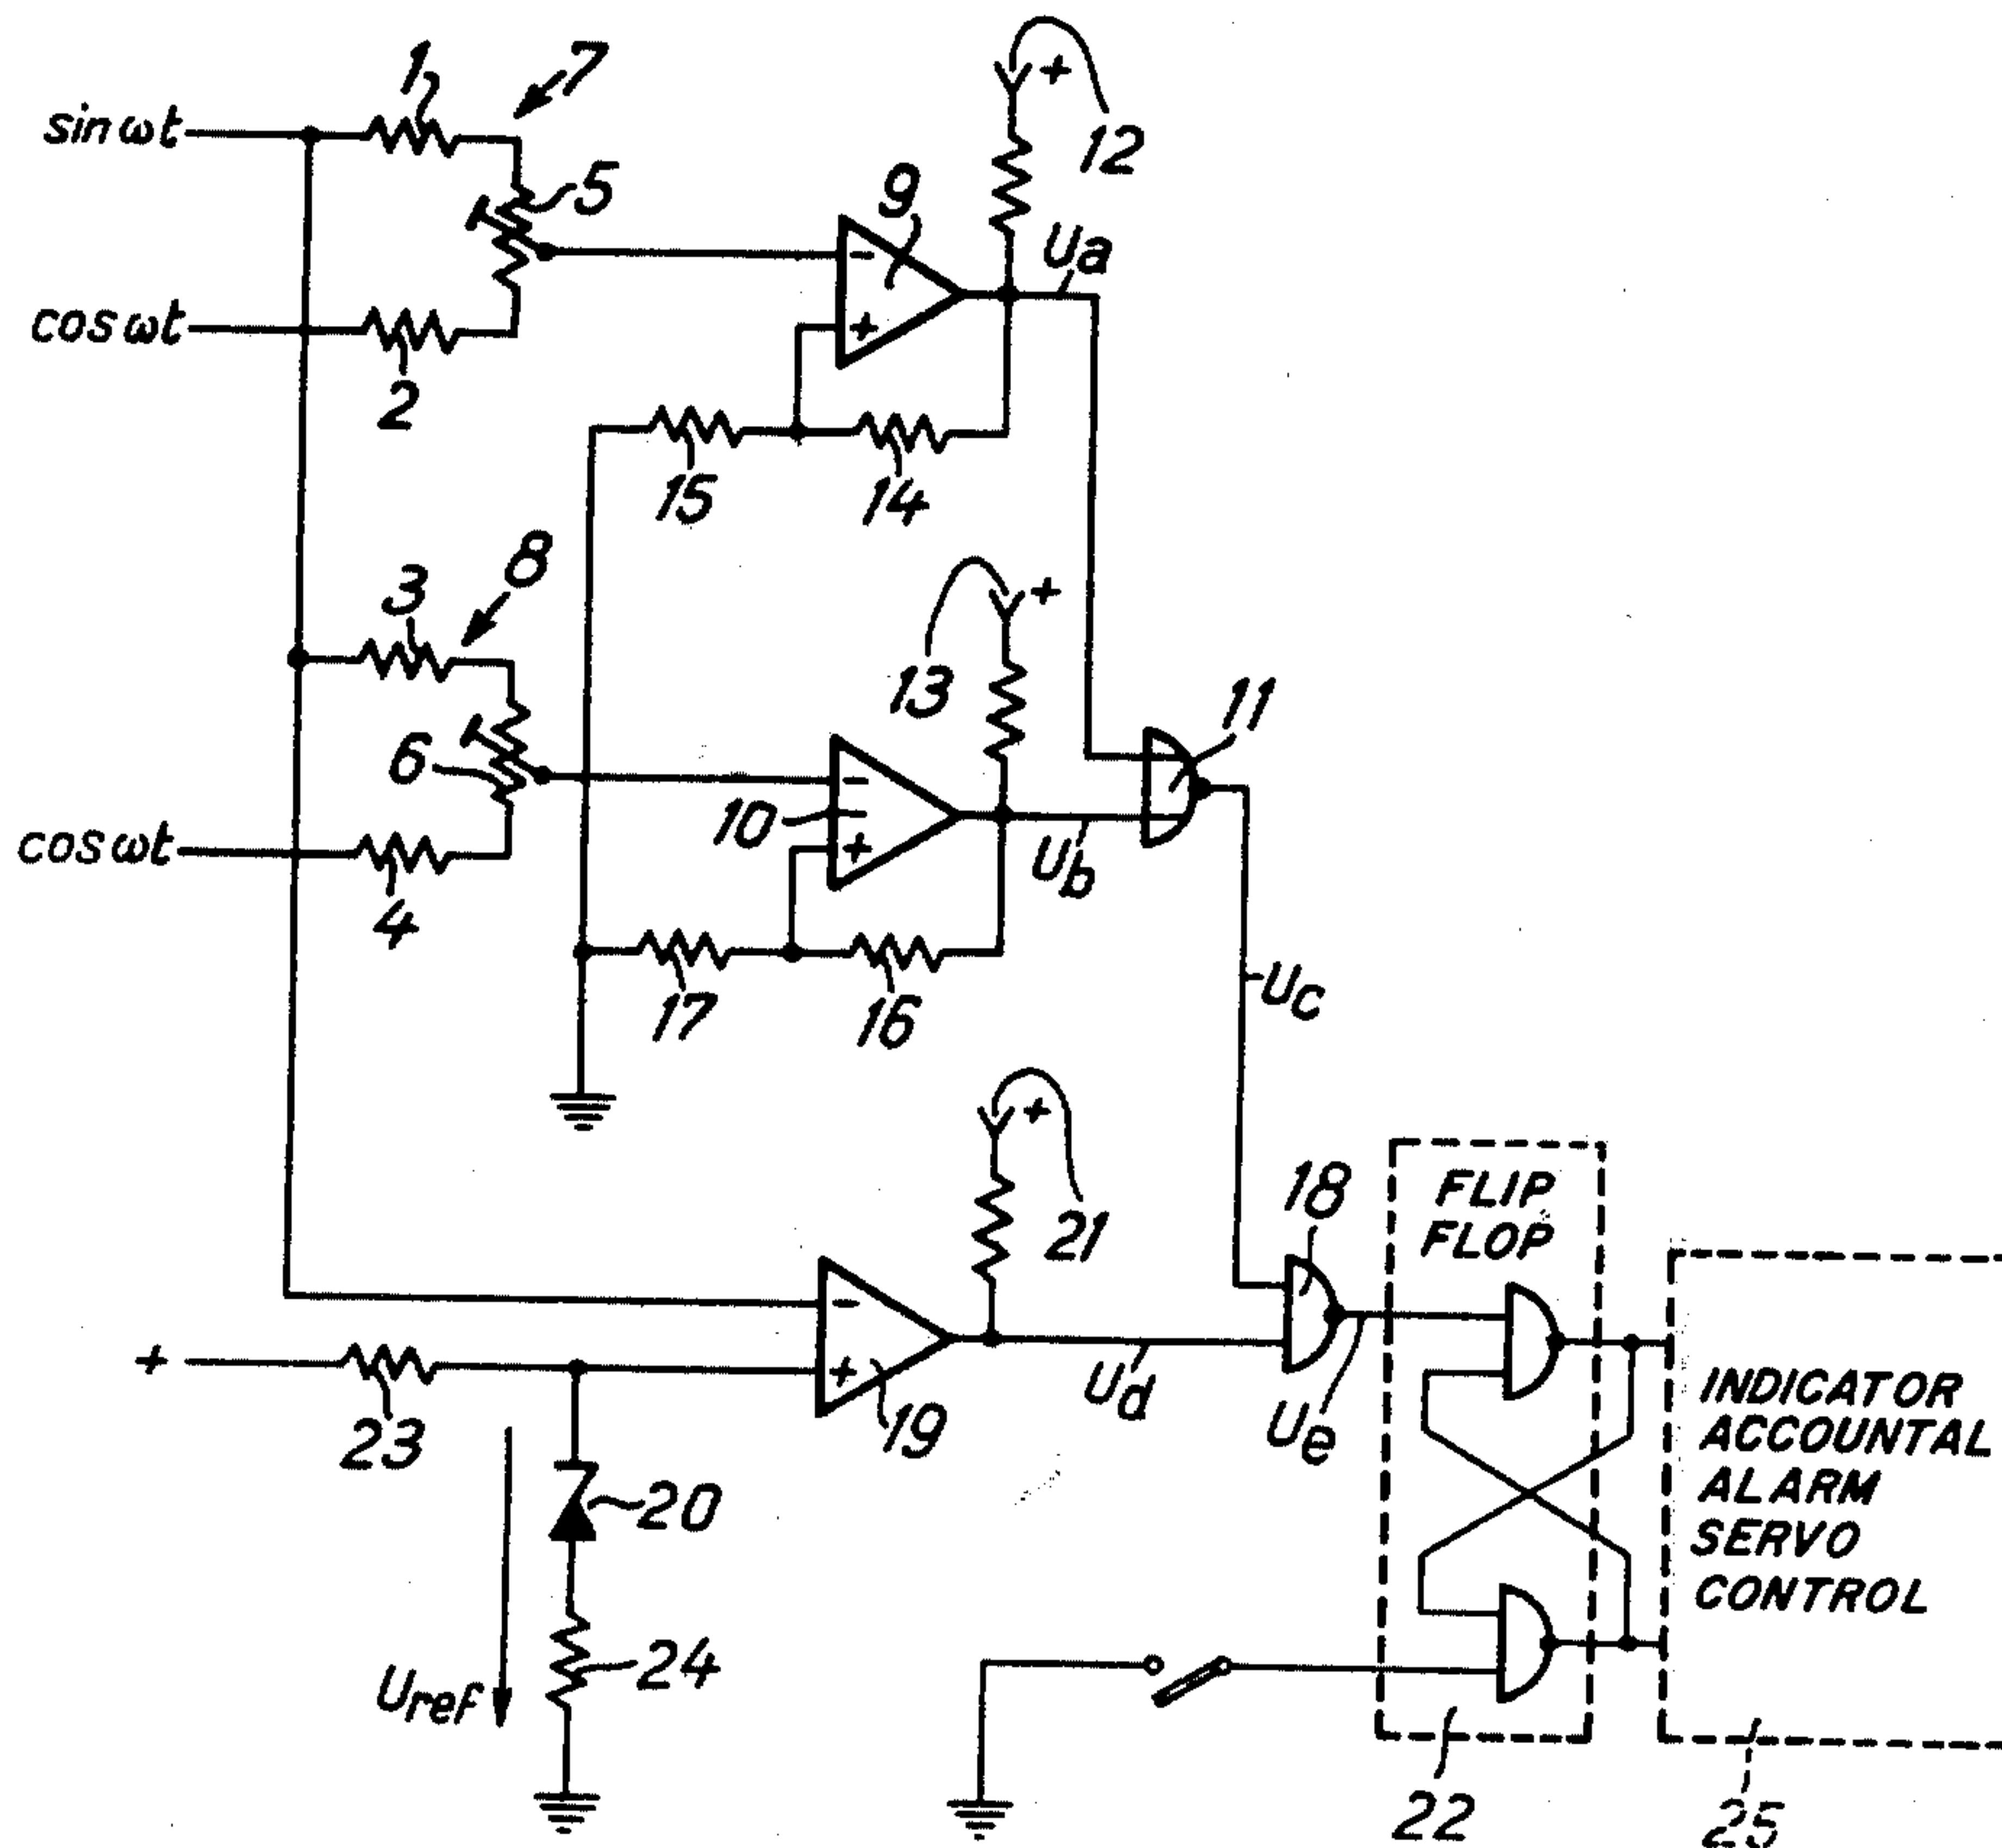 1
7
sin ωt
12
+
5
9
Ua
-
cos ωt
+
2
15
14
3
8
13
+
11
6
-
10
+
Ub
cos ωt
4
17
16
Uc
+
21
18
FLIP
FLOP
-
+
+
23
19
Ud
Ue
INDICATOR
ACCOUNTAL
ALARM
SERVO
CONTROL
20
24
Uref
22
25